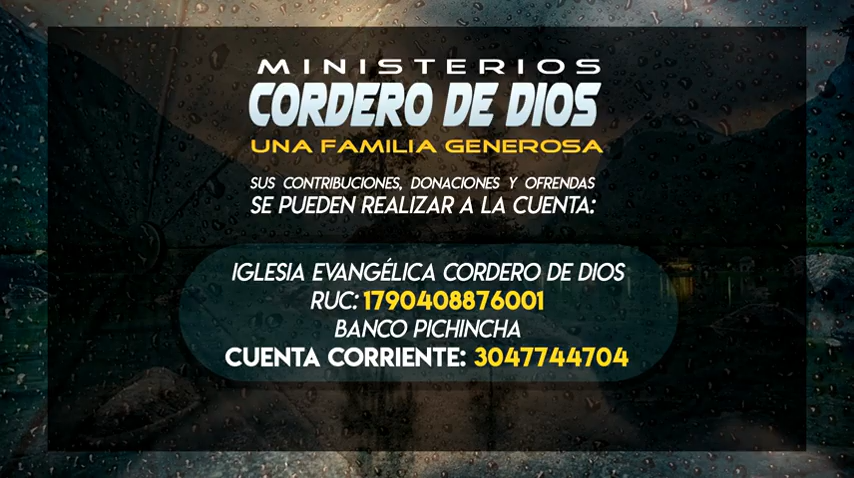 MINISTERIOS
CORDERO DE DIOS
UNA FAMILIA GENEROSA
SUS CONTRIBUCIONES, DONACIONES Y OFRENDAS
SE PUEDEN REALIZAR A LA CUENTA:
IGLESIA EVANGÉLICA CORDERO DE DIOS
RUC: 1790408876001
BANCO PICHINCHA
CUENTA CORRIENTE: 3047744704